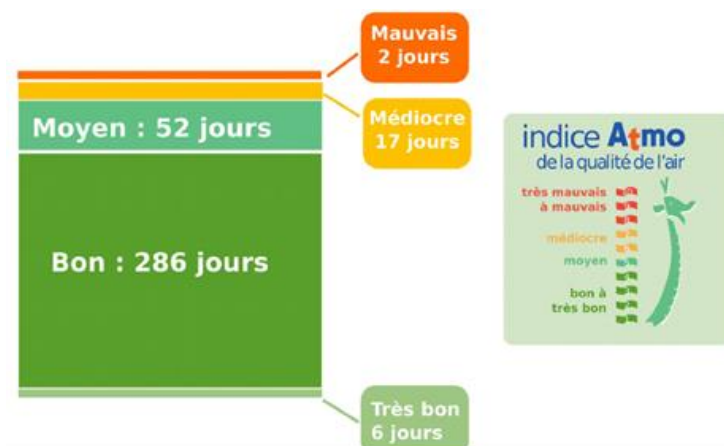 Mauvais
2 jours
Médiocre
17 jours
Moyen : 52 jours
Bon : 286 jours
Très bon
6 jours
indice Atmo
de la qualité de l'air
très mauvais
à mauvais
médiocre
moyen
bon à
très bon